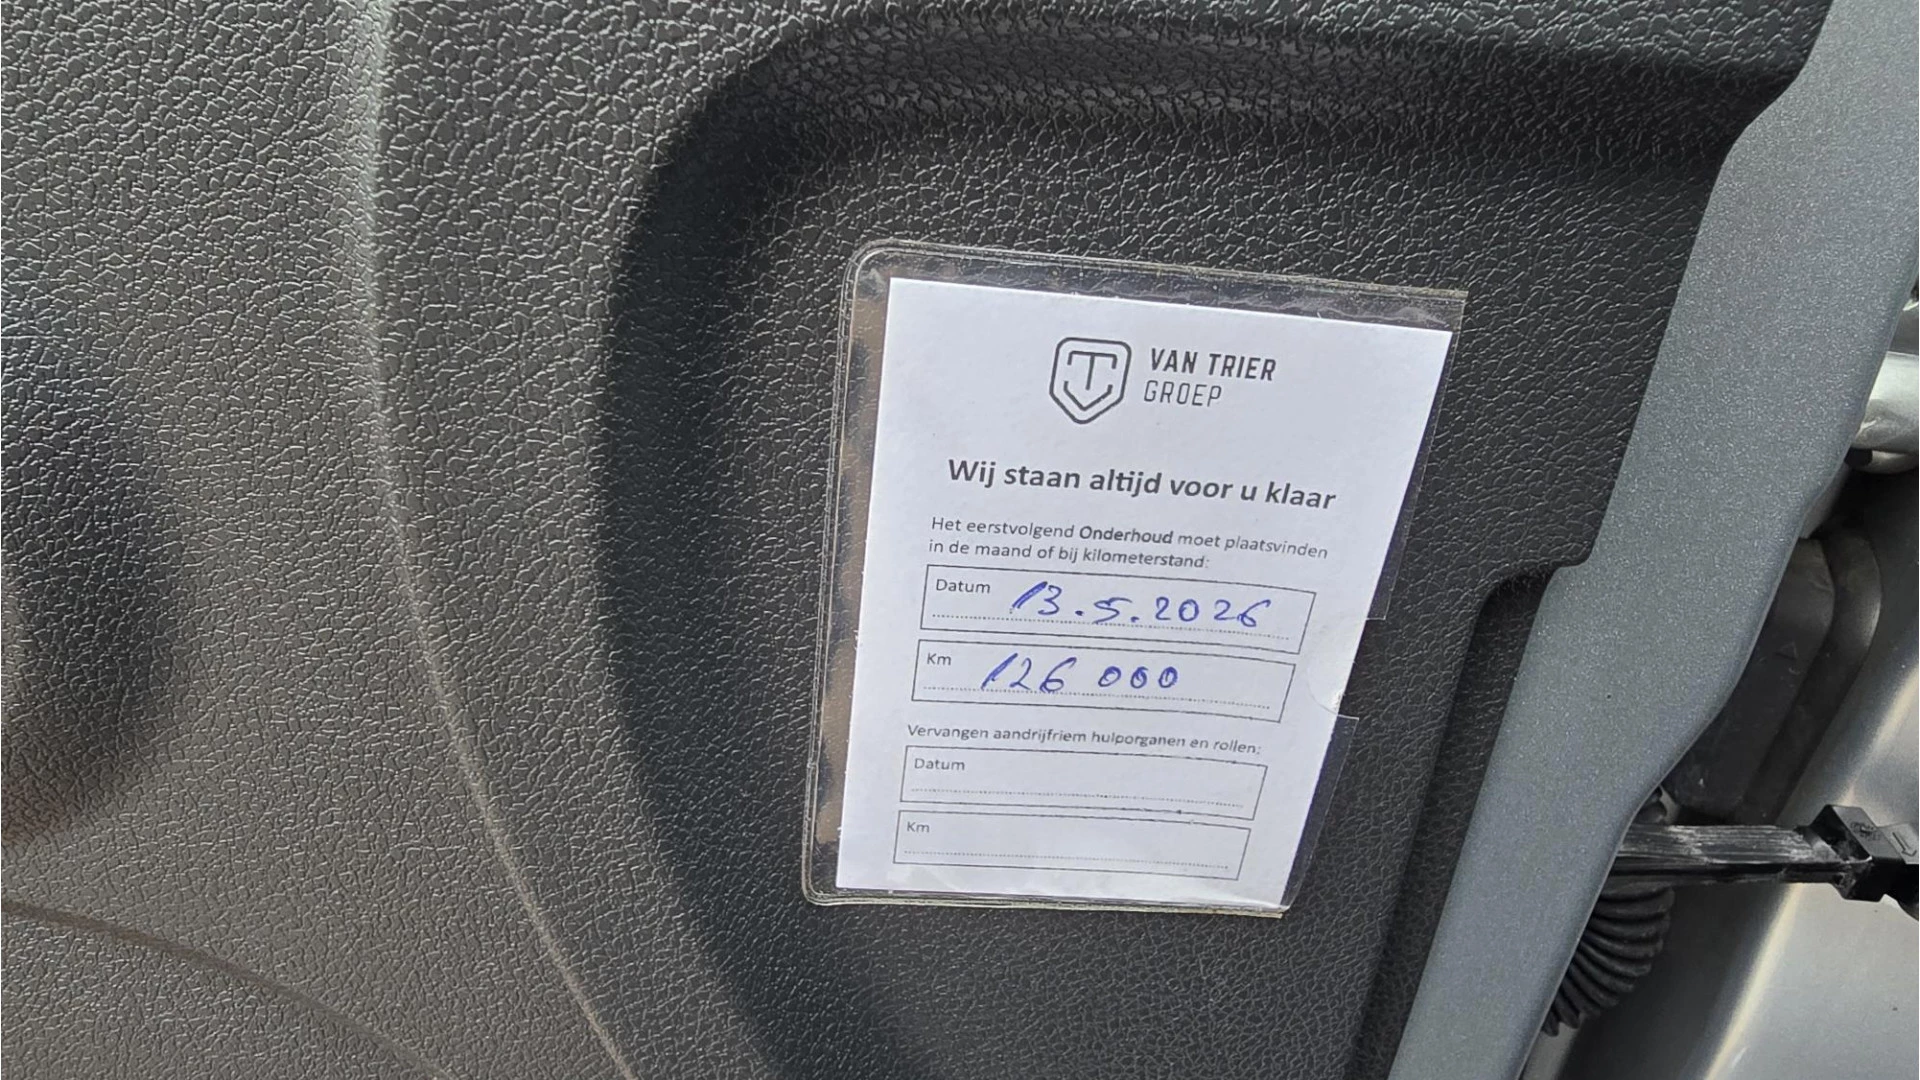 VAN TRIER
GROEP
Wij staan altijd voor u klaar
Het eerstvolgend Onderhoud moet plaatsvinden
in de maand of bij kilometerstand:
Datum 13.5.2026
Km 126 000
Vervangen aandrijfriem hulporganen en rollen:
Datum
Km